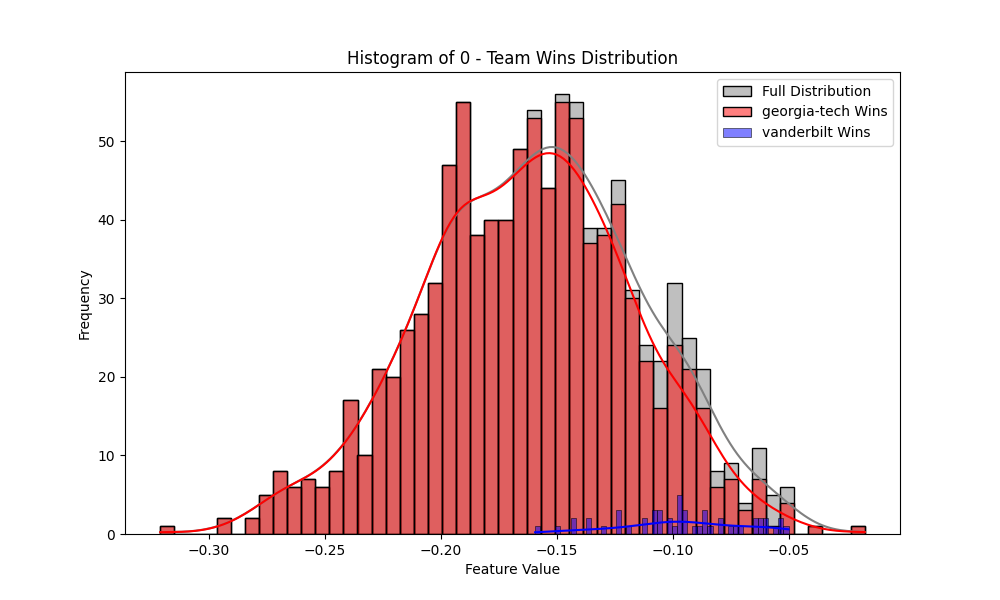 Histogram of 0 - Team Wins Distribution
Full Distribution
georgia-tech Wins
vanderbilt Wins
Frequency
50
40
30
20
10
0
−0.30 −0.25 −0.20 −0.15 −0.10 −0.05
Feature Value